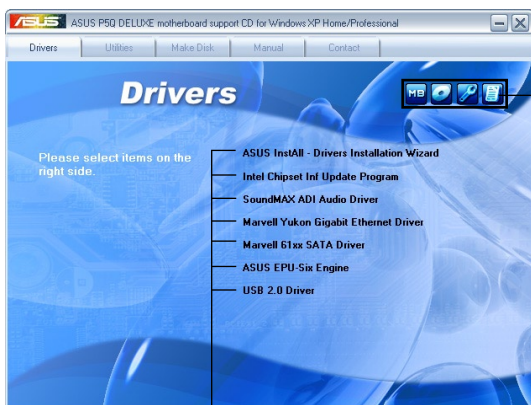 ASUS ASUS P5Q DELUXE motherboard support CD for Windows XP Home/Professional
Drivers Utilities Make Disk Manual Contact
Drivers
MB
Please select items on the
right side.
ASUS InstAll - Drivers Installation Wizard
Intel Chipset Inf Update Program
SoundMAX ADI Audio Driver
Marvell Yukon Gigabit Ethernet Driver
Marvell 61xx SATA Driver
ASUS EPU-Six Engine
USB 2.0 Driver